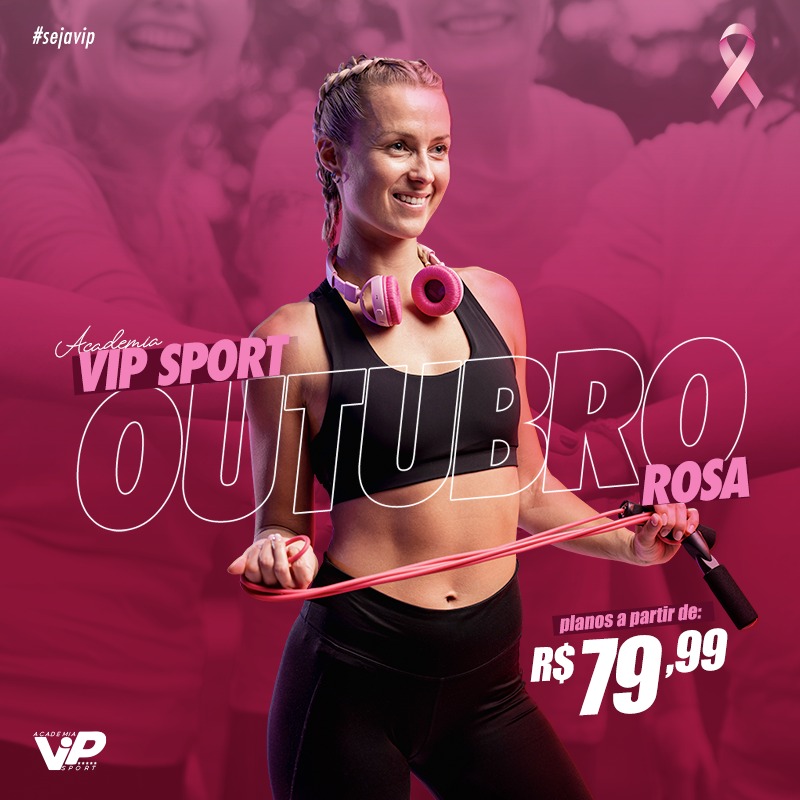 #sejavip
Academia
VIP SPORT
OUTUBRO
ROSA
planos a partir de:
R$ 79,99
ACADEMIA
ViP
SPORT